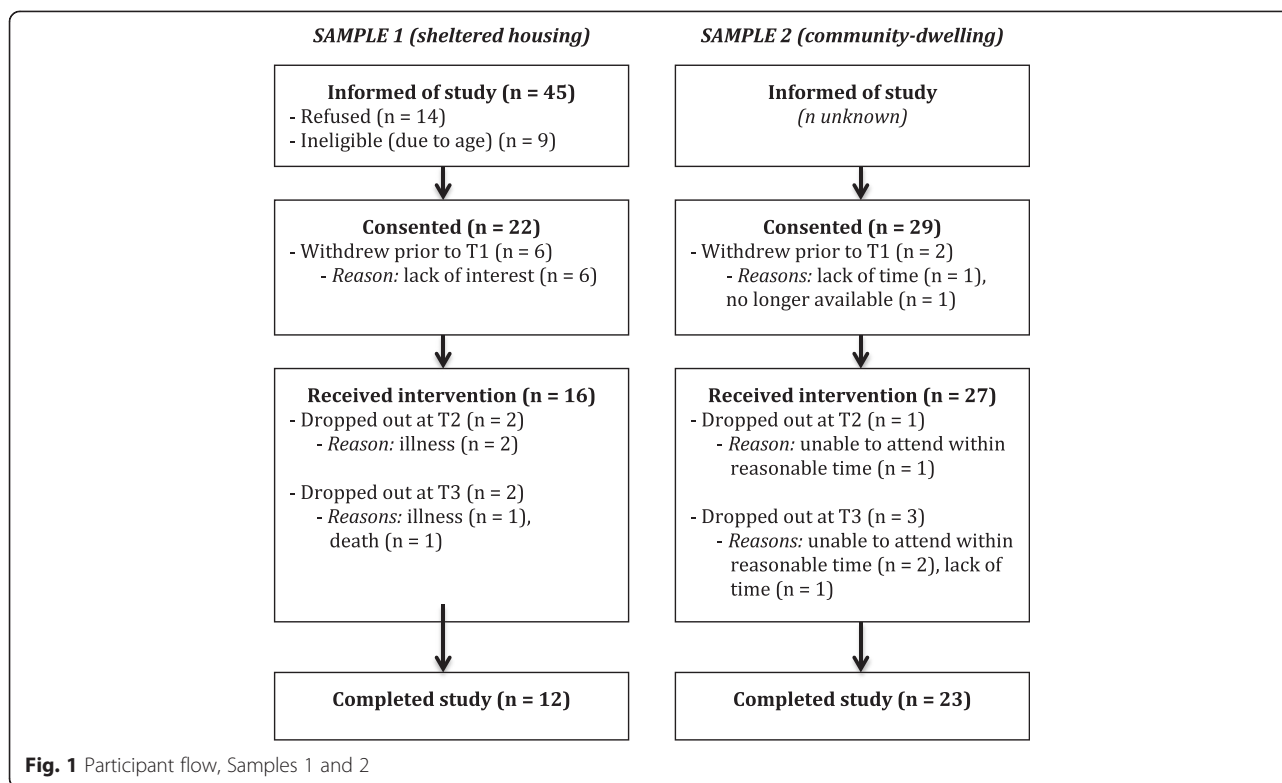 SAMPLE 1 (sheltered housing)
Informed of study (n = 45)
- Refused (n = 14)
- Ineligible (due to age) (n = 9)
Consented (n = 22)
- Withdrew prior to T1 (n = 6)
- Reason: lack of interest (n = 6)
Received intervention (n = 16)
- Dropped out at T2 (n = 2)
- Reason: illness (n = 2)
- Dropped out at T3 (n = 2)
- Reasons: illness (n = 1),
death (n = 1)
Completed study (n = 12)
SAMPLE 2 (community-dwelling)
Informed of study
(n unknown)
Consented (n = 29)
- Withdrew prior to T1 (n = 2)
- Reasons: lack of time (n = 1),
no longer available (n = 1)
Received intervention (n = 27)
- Dropped out at T2 (n = 1)
- Reason: unable to attend within
reasonable time (n = 1)
- Dropped out at T3 (n = 3)
- Reasons: unable to attend within
reasonable time (n = 2), lack of
time (n = 1)
Completed study (n = 23)
Fig. 1 Participant flow, Samples 1 and 2